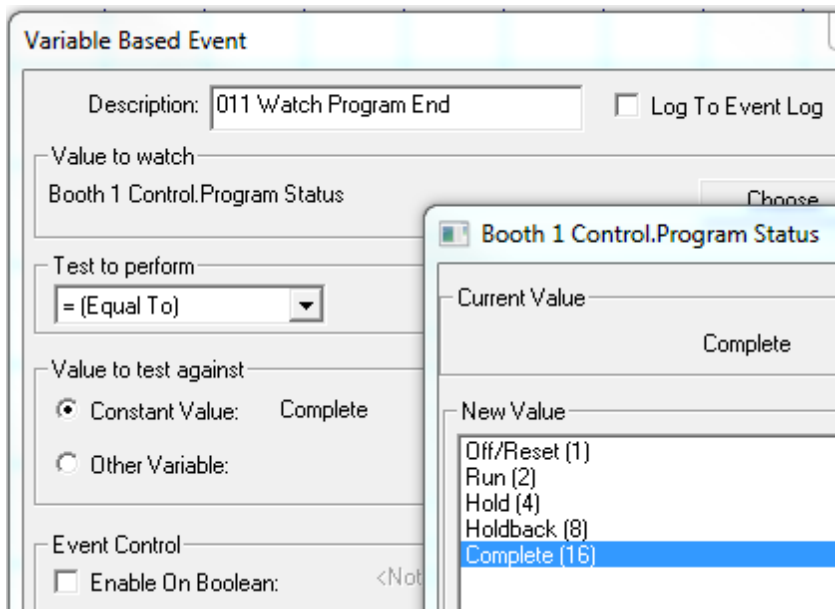 Variable Based Event
Description: 011 Watch Program End Log To Event Log
Value to watch
Booth 1 Control.Program Status Choose
Test to perform
= (Equal To)
Value to test against
Constant Value: Complete
Other Variable:
Event Control
Enable On Boolean: <Not
Booth 1 Control.Program Status
Current Value
Complete
New Value
Off/Reset (1)
Run (2)
Hold (4)
Holdback (8)
Complete (16)